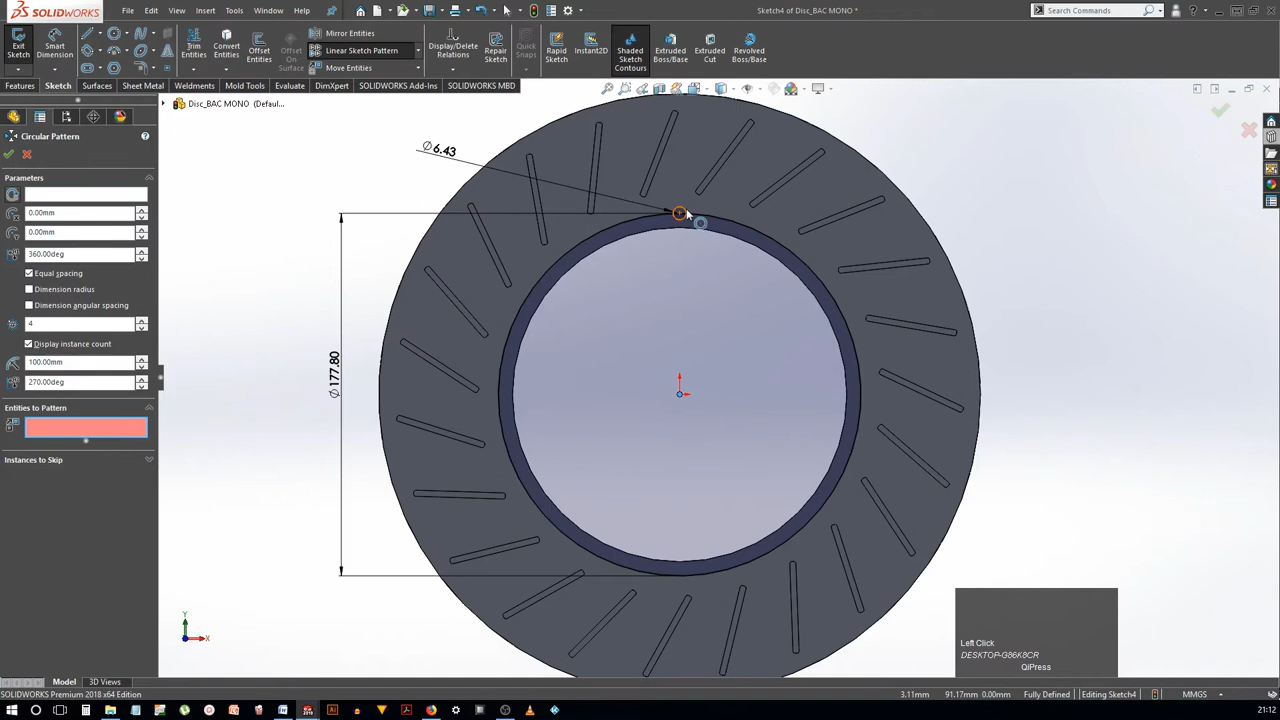 SOLIDWORKS
File Edit View Insert Tools Window Help
Sketch4 of Disc_BAC MONO *
Search Commands
Exit Sketch
Smart Dimension
Trim Entities
Convert Entities
Offset Entities
Offset On Surface
Mirror Entities
Linear Sketch Pattern
Move Entities
Display/Delete Relations
Repair Sketch
Quick Snaps
Rapid Sketch
Instant2D
Shaded Sketch Contours
Extruded Boss/Base
Extruded Cut
Revolved Boss/Base
Features Sketch Surfaces Sheet Metal Weldments Mold Tools Evaluate DimXpert SOLIDWORKS Add-Ins SOLIDWORKS MBD
Disc_BAC MONO (Defaul...
Circular Pattern
Parameters
0.00mm
0.00mm
360.00deg
Equal spacing
Dimension radius
Dimension angular spacing
4
Display instance count
100.00mm
270.00deg
Entities to Pattern
Instances to Skip
∅6.43
∅177.80
Y
X
Left Click
DESKTOP-G86K8CR
QiPress
Model 3D Views
SOLIDWORKS Premium 2018 x64 Edition
3.11mm 91.17mm 0.00mm Fully Defined Editing Sketch4 MMGS
21:12